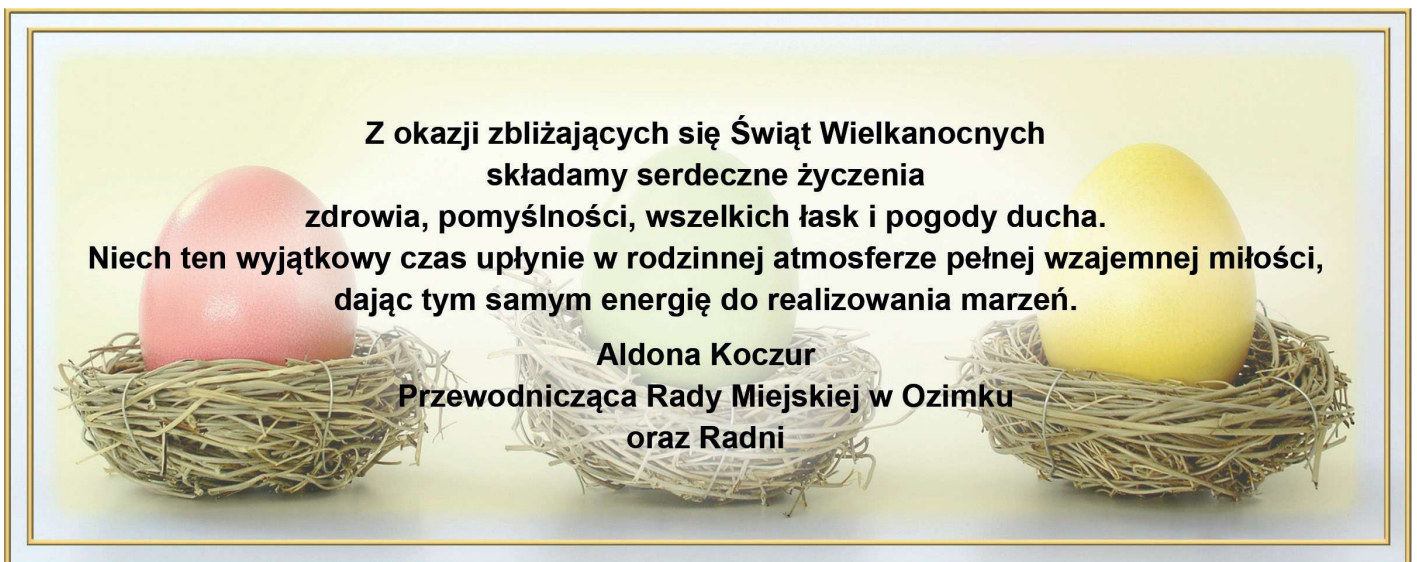 Z okazji zbliżających się Świąt Wielkanocnych
składamy serdeczne życzenia
zdrowia, pomyślności, wszelkich łask i pogody ducha.
Niech ten wyjątkowy czas upłynie w rodzinnej atmosferze pełnej wzajemnej miłości,
dając tym samym energię do realizowania marzeń.
Aldona Koczur
Przewodnicząca Rady Miejskiej w Ozimku
oraz Radni